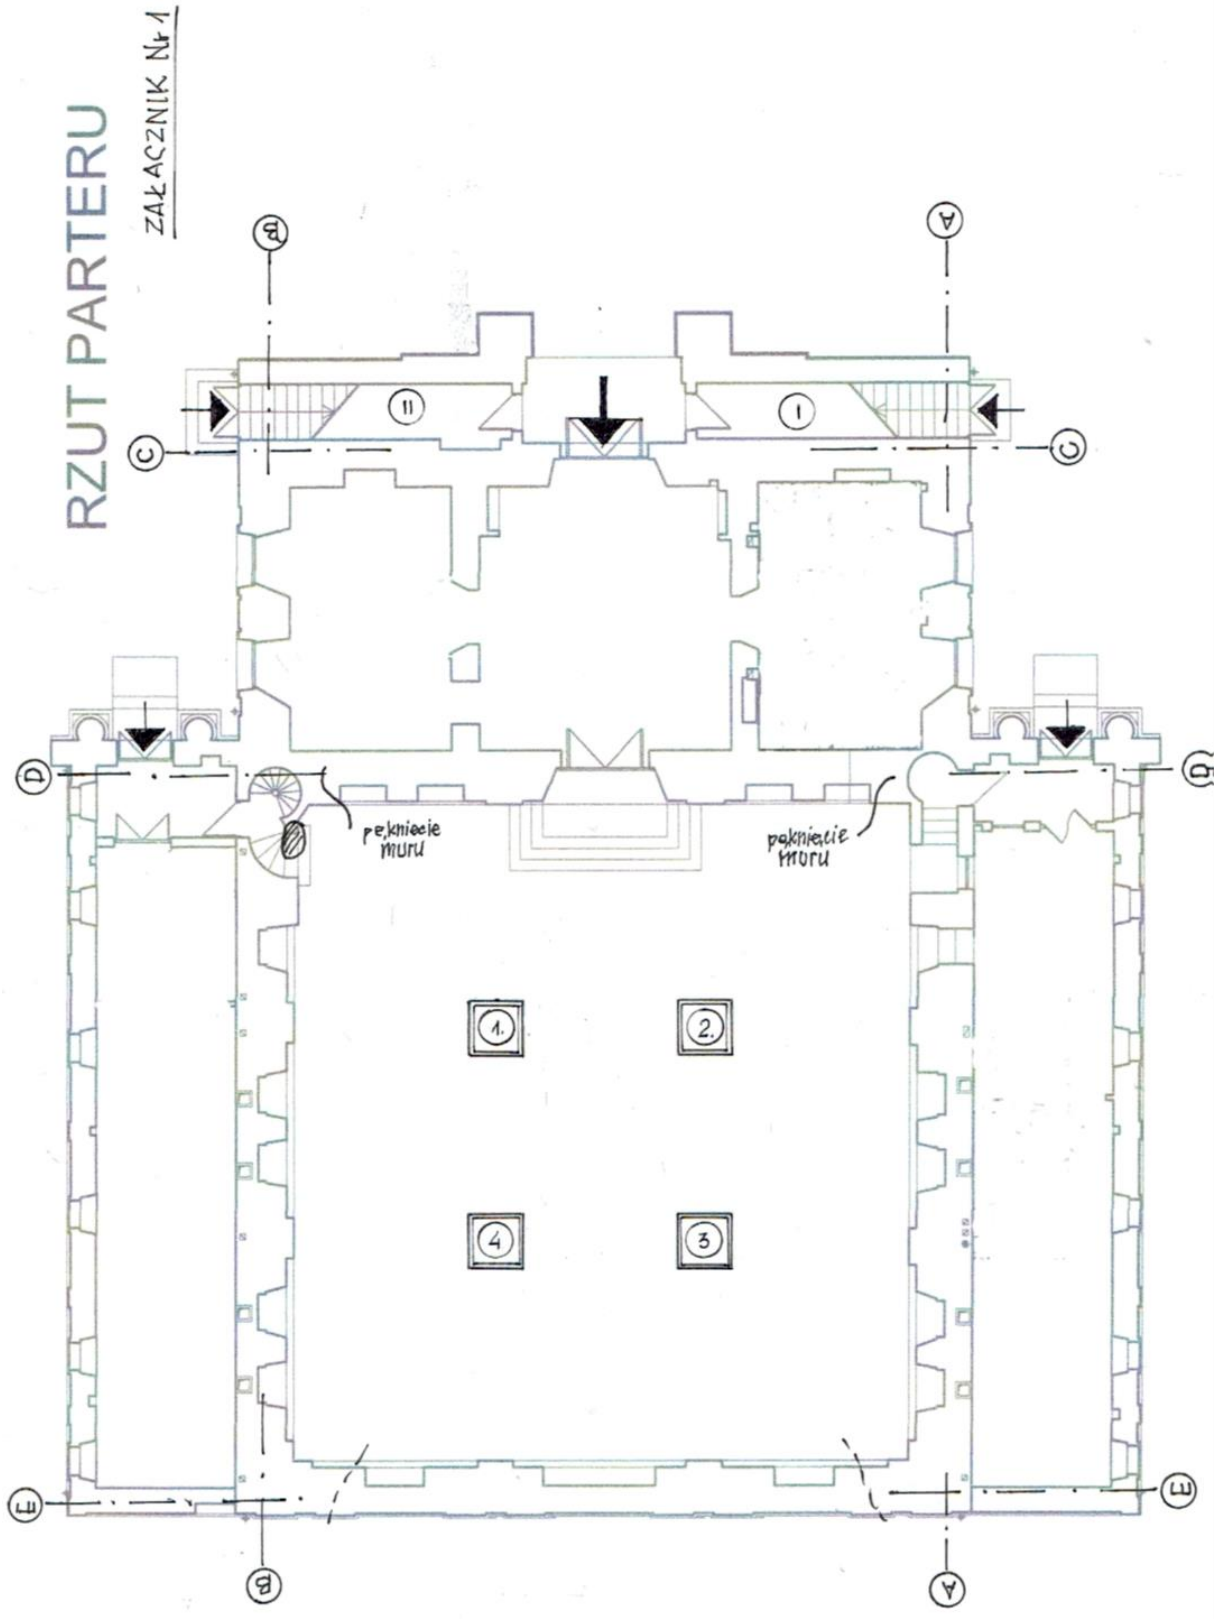 RZUT PARTERU
ZAŁĄCZNIK Nr 1
B
A
II
I
C
C
D
D
pęknięcie
muru
pęknięcie
muru
1.
2.
4
3
E
E
B
A